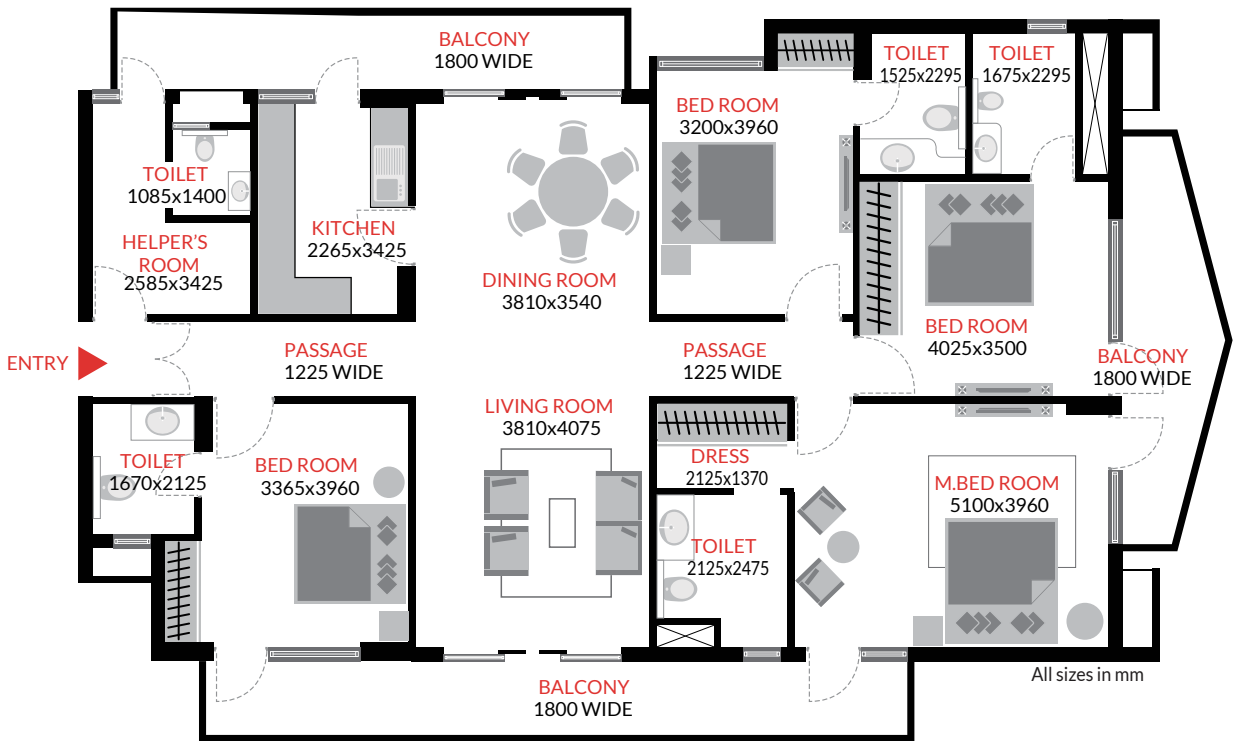 BALCONY
1800 WIDE
TOILET
1525x2295
TOILET
1675x2295
BED ROOM
3200x3960
TOILET
1085x1400
KITCHEN
2265x3425
HELPER'S
ROOM
2585x3425
DINING ROOM
3810x3540
BED ROOM
4025x3500
ENTRY
PASSAGE
1225 WIDE
PASSAGE
1225 WIDE
BALCONY
1800 WIDE
LIVING ROOM
3810x4075
TOILET
1670x2125
BED ROOM
3365x3960
DRESS
2125x1370
M.BED ROOM
5100x3960
TOILET
2125x2475
BALCONY
1800 WIDE
All sizes in mm